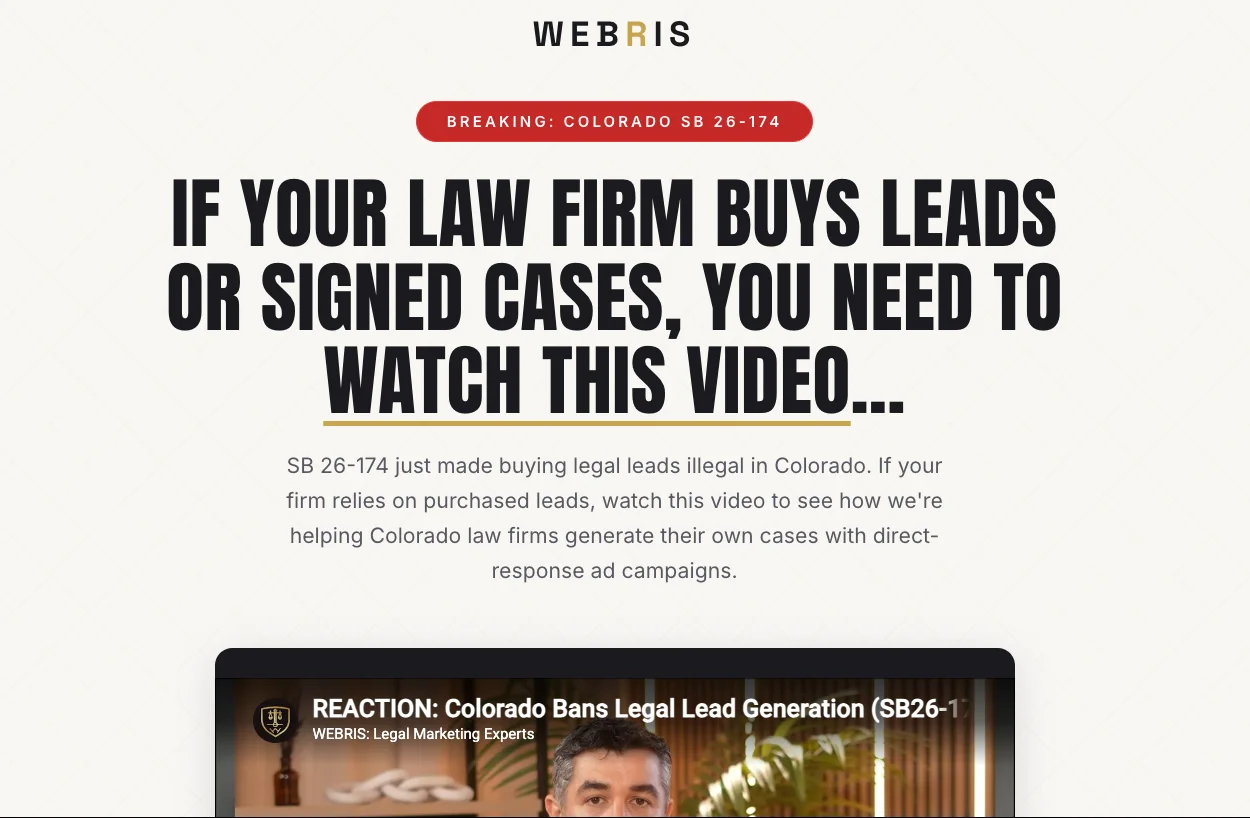 WEBRIS
BREAKING: COLORADO SB 26-174
IF YOUR LAW FIRM BUYS LEADS
OR SIGNED CASES, YOU NEED TO
WATCH THIS VIDEO...
SB 26-174 just made buying legal leads illegal in Colorado. If your
firm relies on purchased leads, watch this video to see how we're
helping Colorado law firms generate their own cases with direct-
response ad campaigns.
REACTION: Colorado Bans Legal Lead Generation (SB26-17
WEBRIS: Legal Marketing Experts